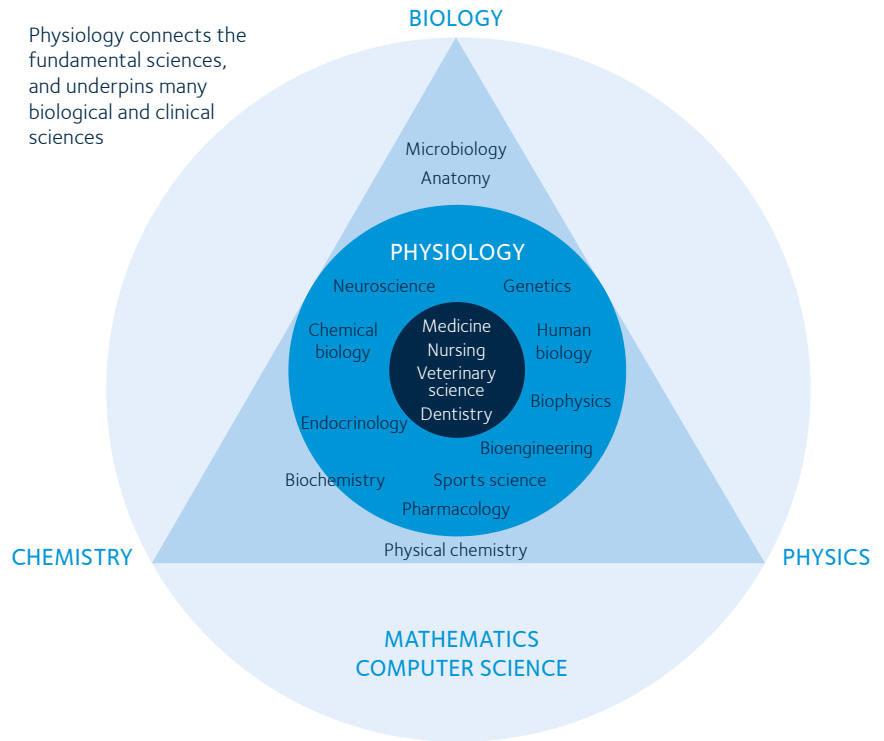 BIOLOGY
Physiology connects the
fundamental sciences,
and underpins many
biological and clinical
sciences
Microbiology
Anatomy
PHYSIOLOGY
Neuroscience
Genetics
Chemical
biology
Medicine
Nursing
Veterinary
science
Dentistry
Human
biology
Biophysics
Endocrinology
Bioengineering
Biochemistry
Sports science
Pharmacology
Physical chemistry
CHEMISTRY
PHYSICS
MATHEMATICS
COMPUTER SCIENCE